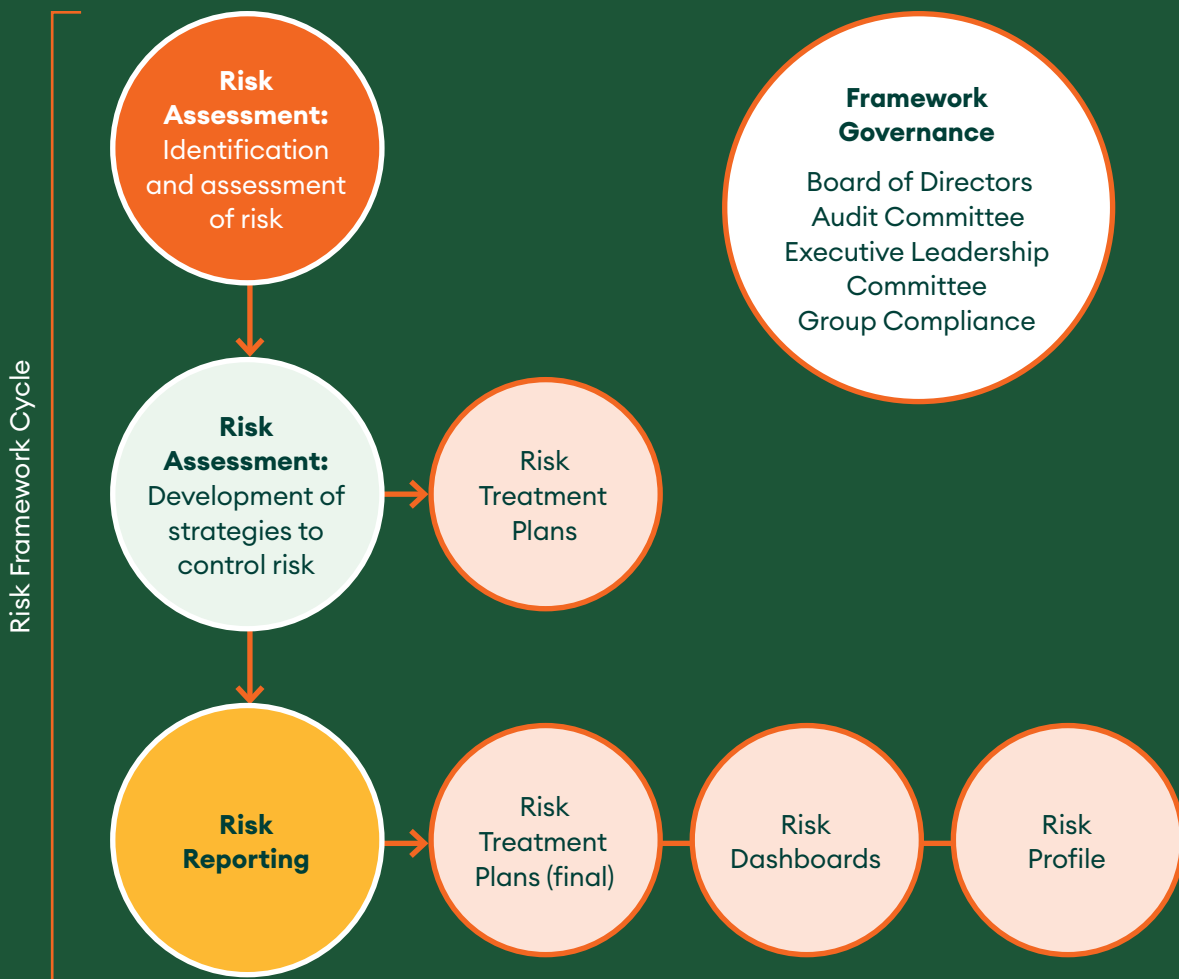 Risk Framework Cycle
Risk
Assessment:
Identification
and assessment
of risk
Framework
Governance
Board of Directors
Audit Committee
Executive Leadership
Committee
Group Compliance
Risk
Assessment:
Development of
strategies to
control risk
Risk
Treatment
Plans
Risk
Reporting
Risk
Treatment
Plans (final)
Risk
Dashboards
Risk
Profile